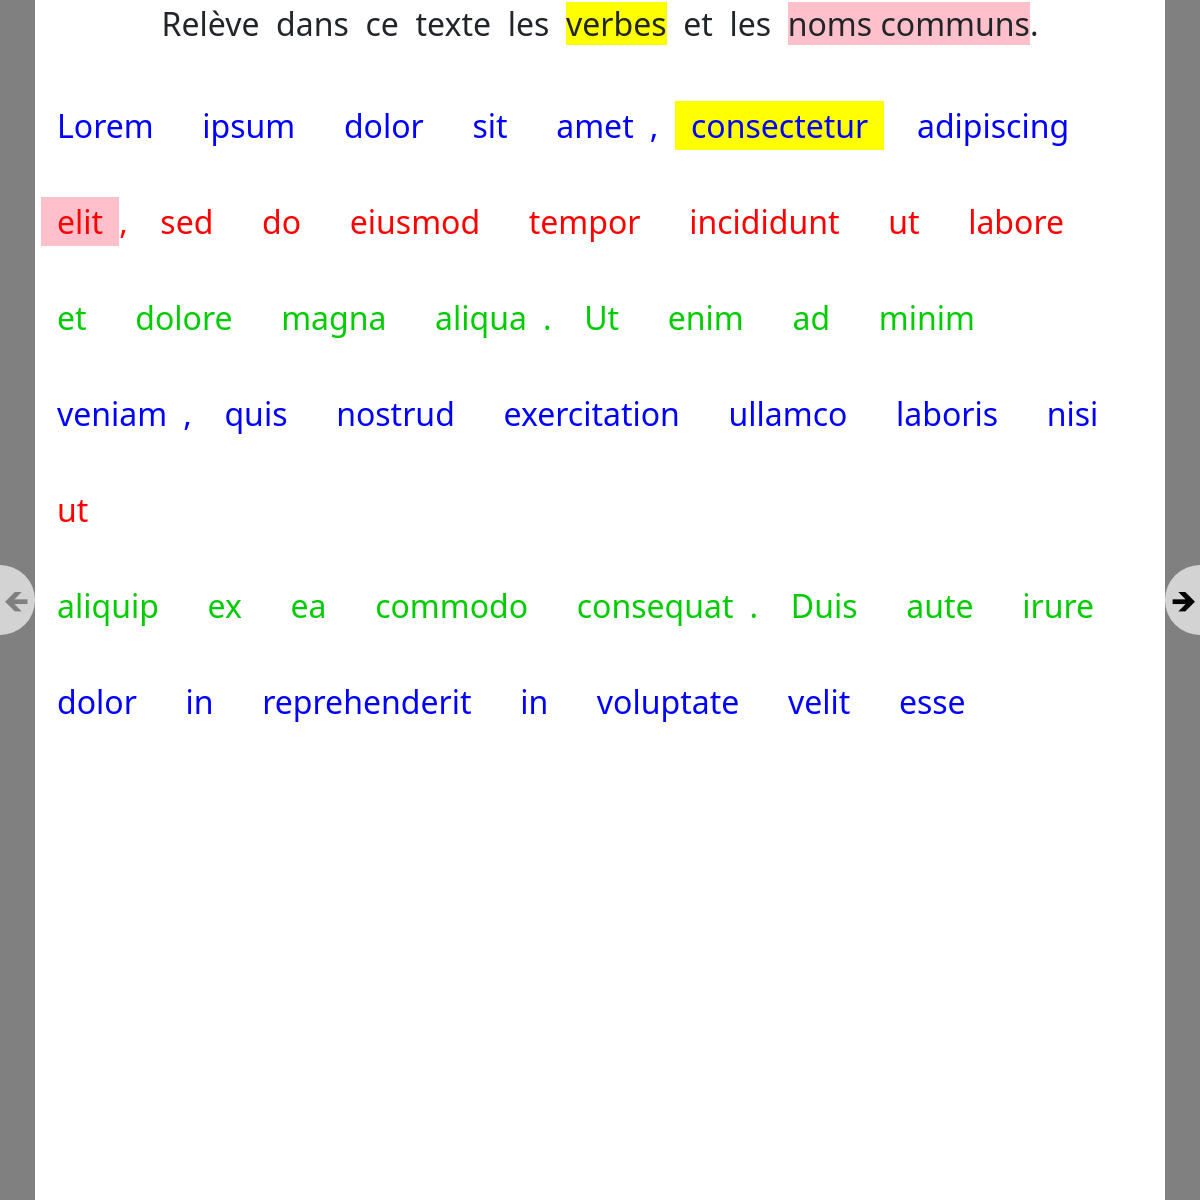 Relève dans ce texte les verbes et les noms communs.
Lorem ipsum dolor sit amet , consectetur adipiscing
elit , sed do eiusmod tempor incididunt ut labore
et dolore magna aliqua . Ut enim ad minim
veniam , quis nostrud exercitation ullamco laboris nisi
ut
aliquip ex ea commodo consequat . Duis aute irure
dolor in reprehenderit in voluptate velit esse